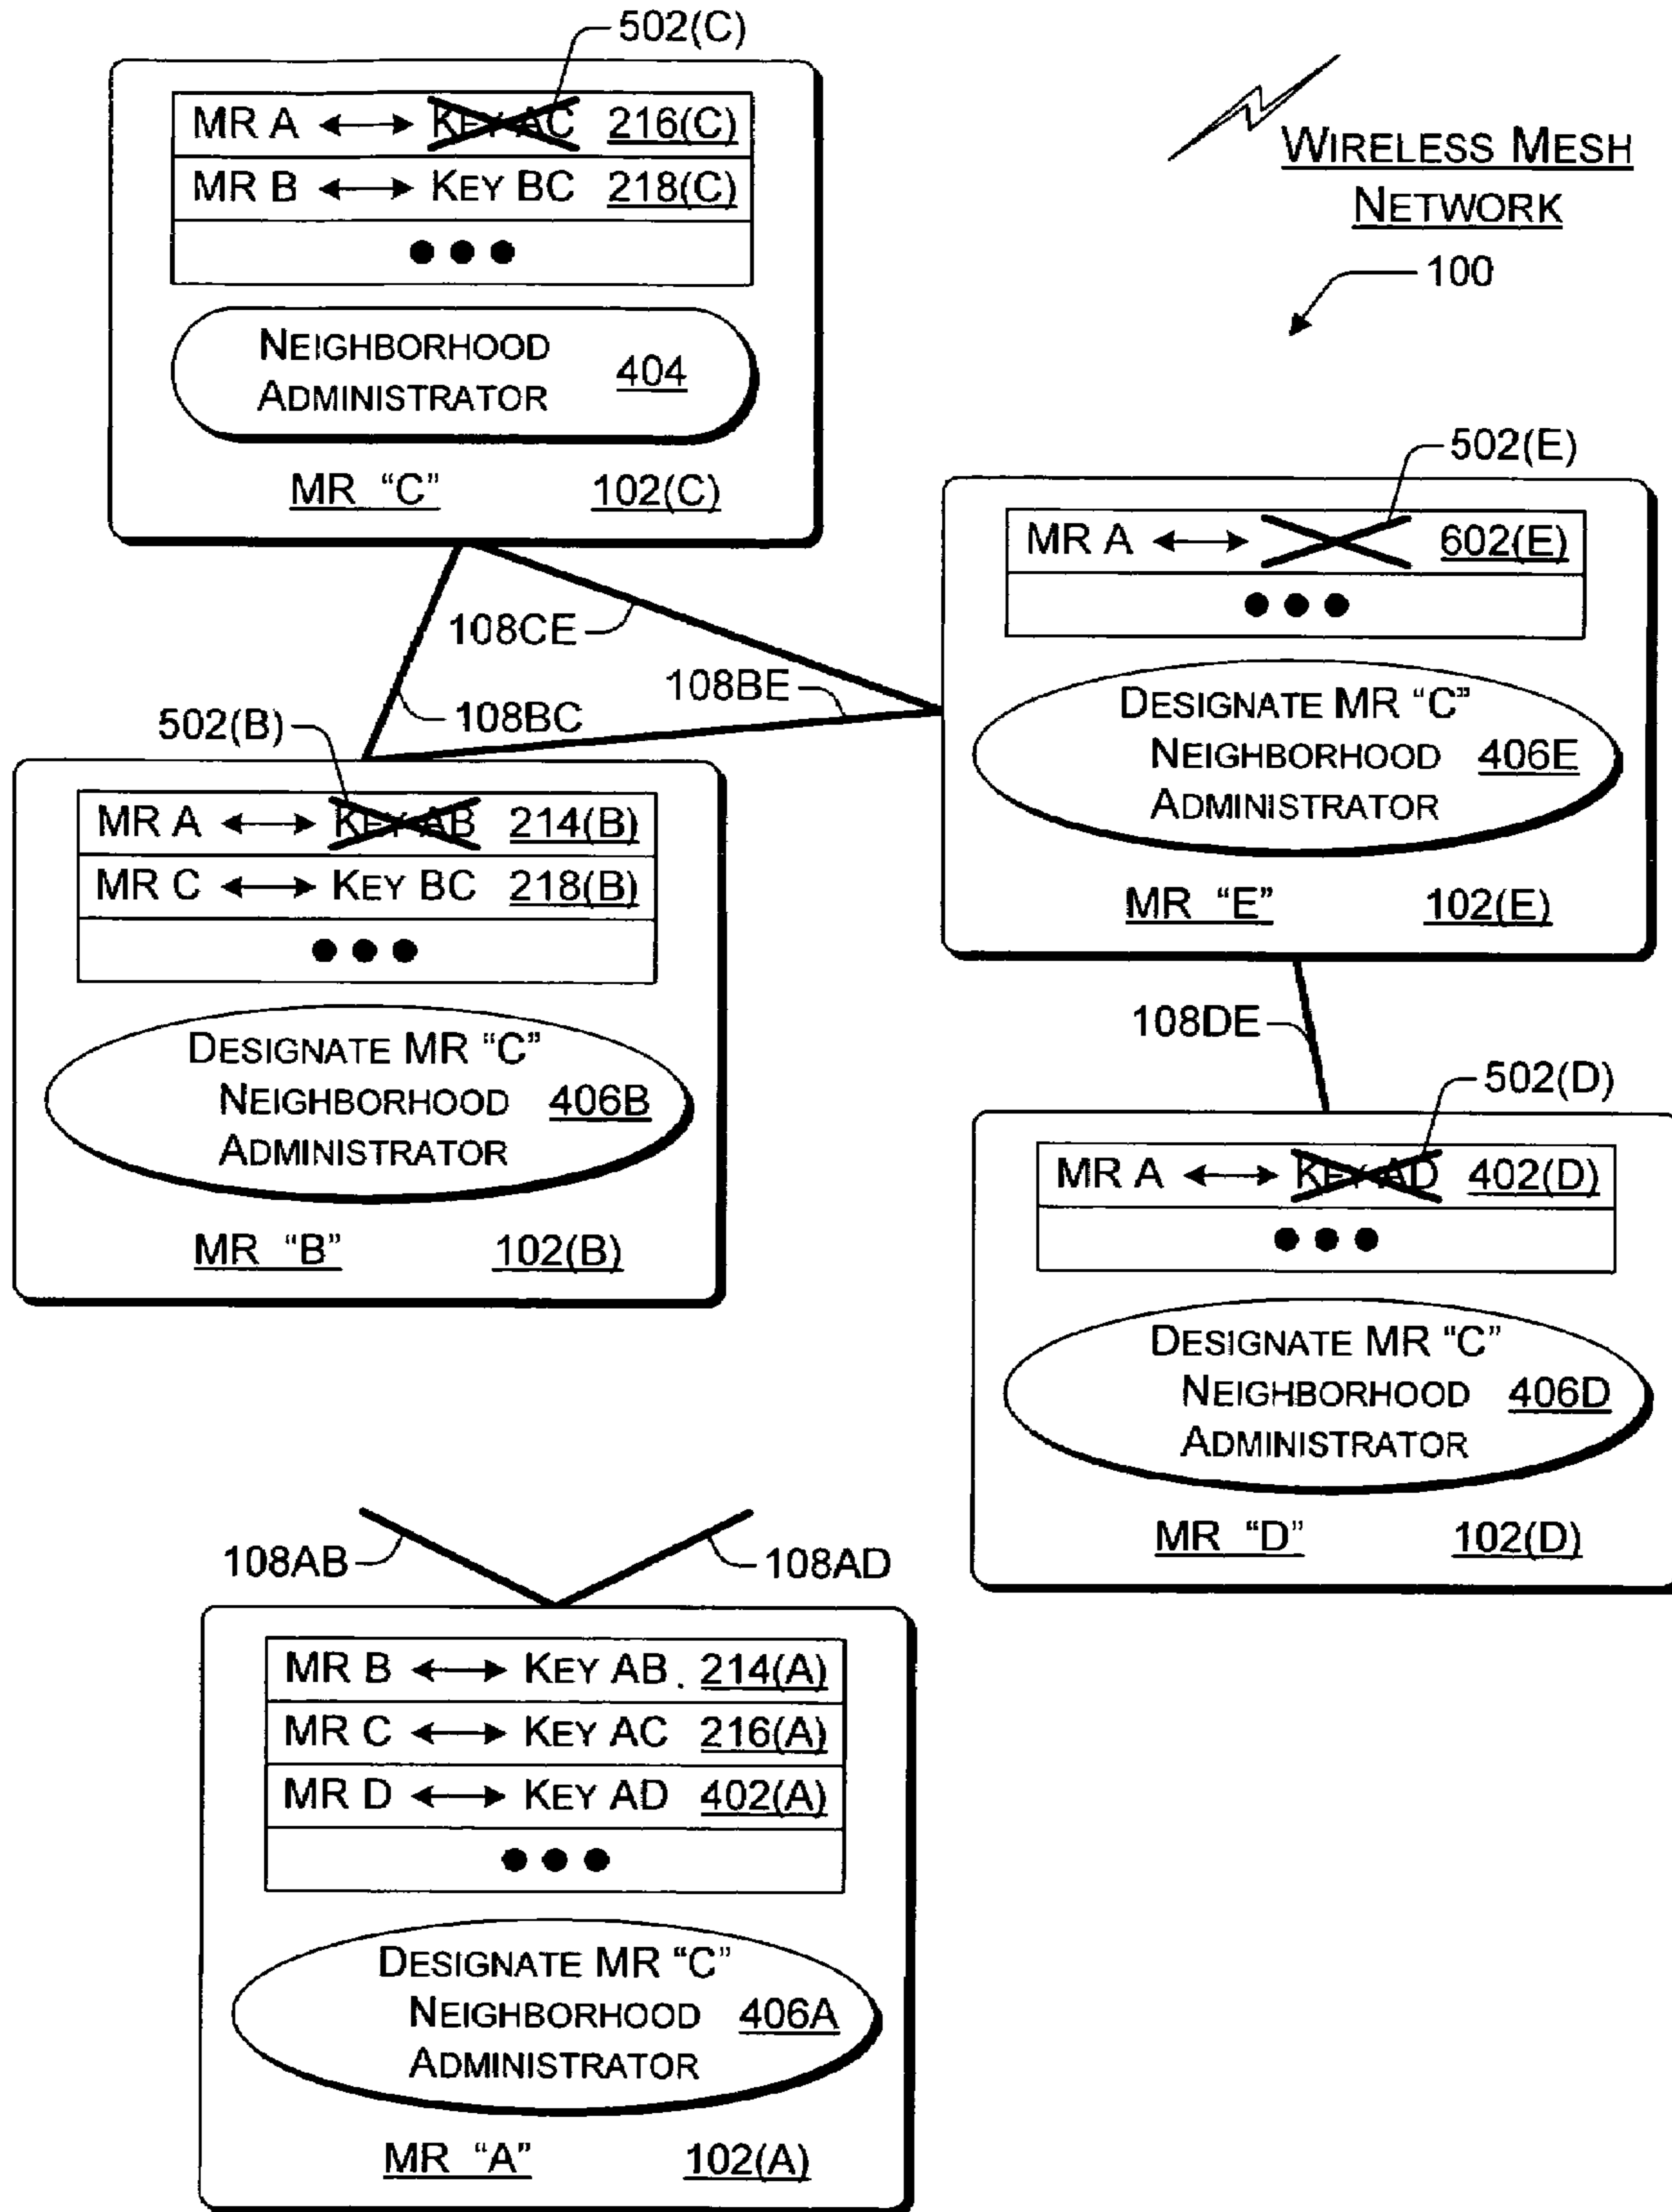 502(C)
MR A ↔ KEY AC 216(C)
MR B ↔ KEY BC 218(C)
●●●
NEIGHBORHOOD
ADMINISTRATOR 404
MR "C" 102(C)
WIRELESS MESH
NETWORK
100
502(E)
MR A ↔ 602(E)
●●●
DESIGNATE MR "C"
NEIGHBORHOOD 406E
ADMINISTRATOR
MR "E" 102(E)
108CE
108BE
108BC
502(B)
MR A ↔ KEY AB 214(B)
MR C ↔ KEY BC 218(B)
●●●
DESIGNATE MR "C"
NEIGHBORHOOD 406B
ADMINISTRATOR
MR "B" 102(B)
108DE
502(D)
MR A ↔ KEY AD 402(D)
●●●
DESIGNATE MR "C"
NEIGHBORHOOD 406D
ADMINISTRATOR
MR "D" 102(D)
108AB
108AD
MR B ↔ KEY AB 214(A)
MR C ↔ KEY AC 216(A)
MR D ↔ KEY AD 402(A)
●●●
DESIGNATE MR "C"
NEIGHBORHOOD 406A
ADMINISTRATOR
MR "A" 102(A)